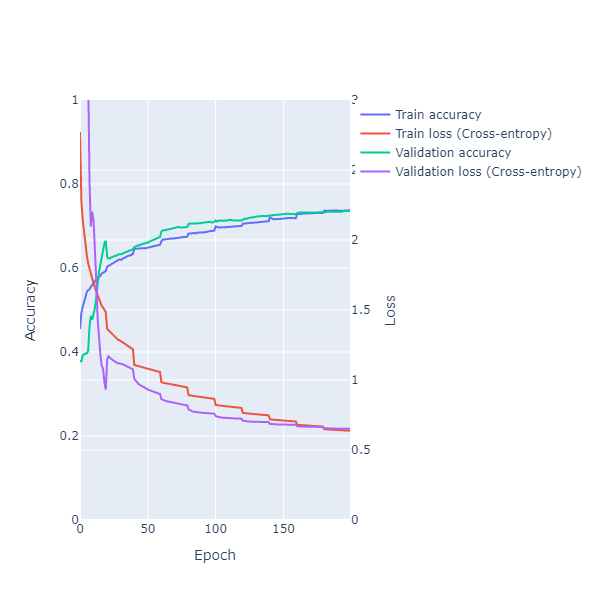 1
Train accuracy
Train loss (Cross-entropy)
Validation accuracy
Validation loss (Cross-entropy)
0.8
0.6
0.4
0.2
0
Accuracy
2
1.5
1
0.5
0
Loss
0
50
100
150
Epoch